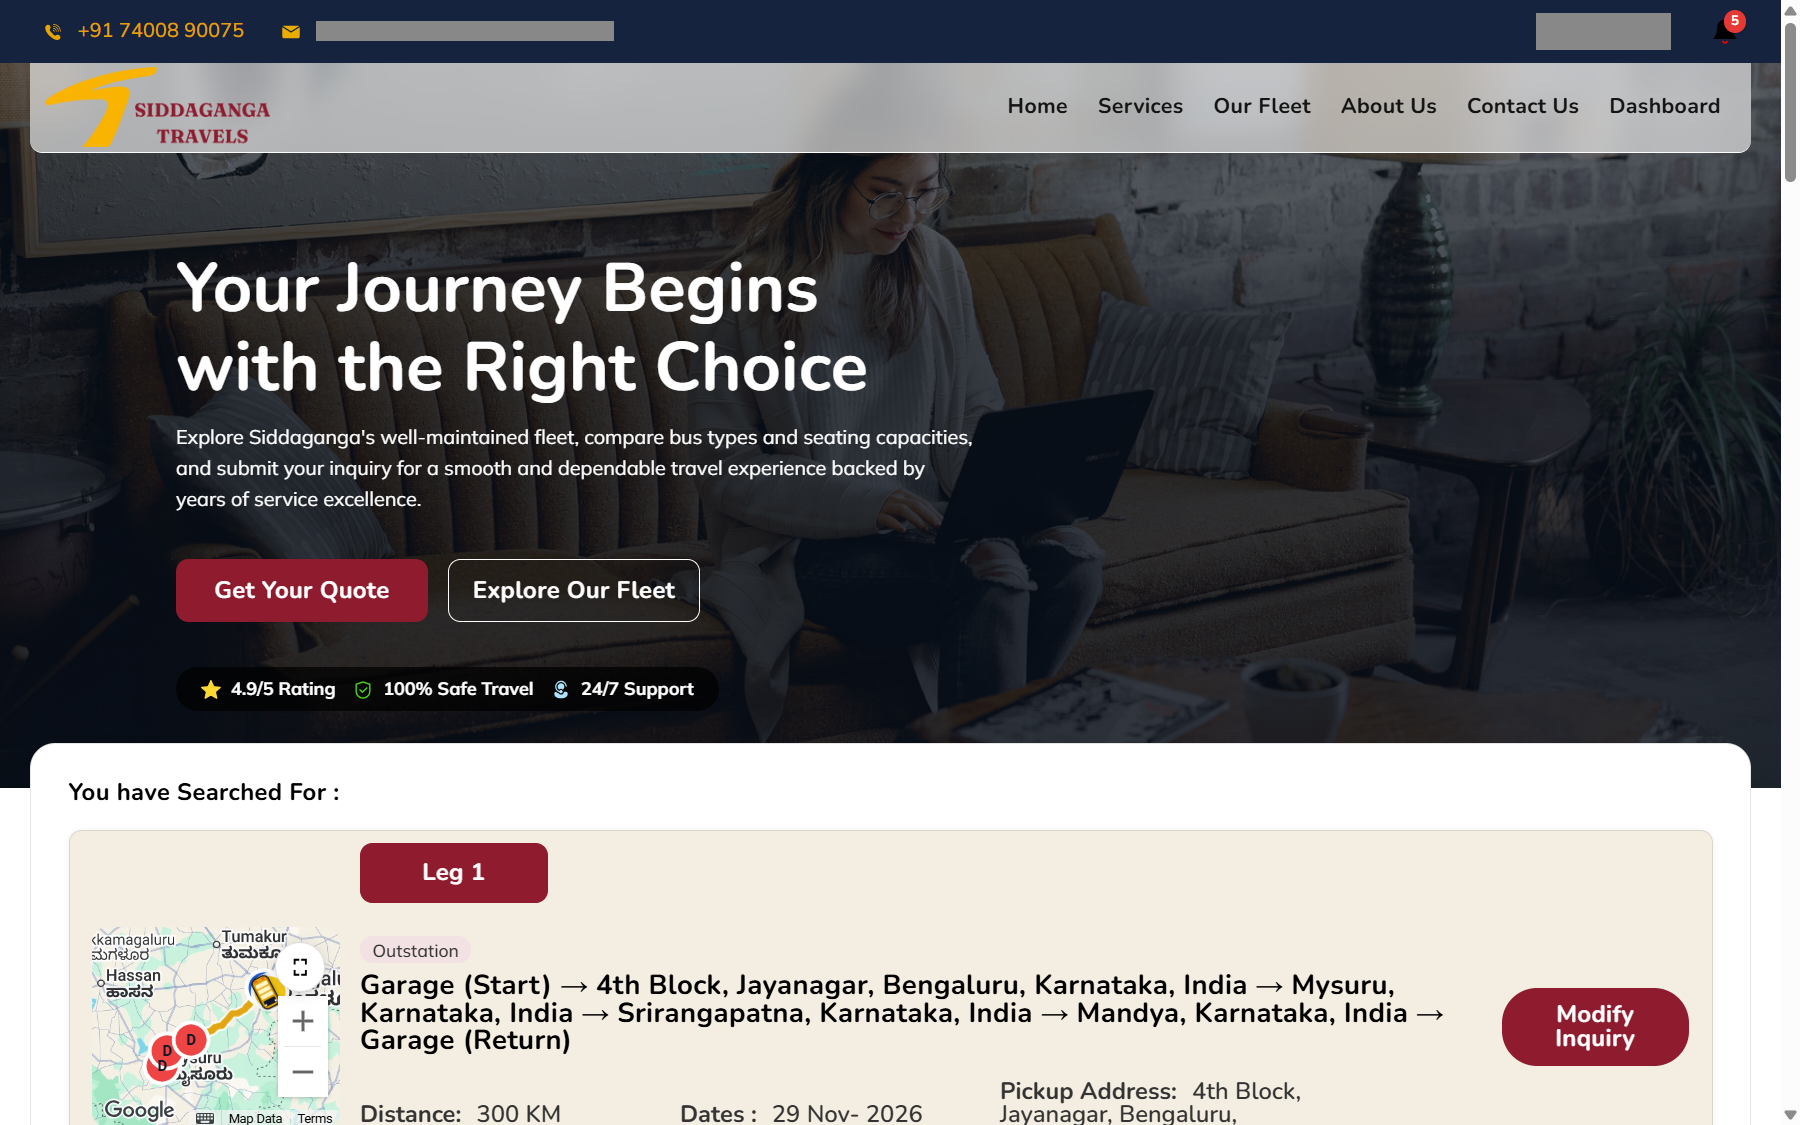 +91 74008 90075
5
SIDDAGANGA
TRAVELS
Home
Services
Our Fleet
About Us
Contact Us
Dashboard
Your Journey Begins
with the Right Choice
Explore Siddaganga's well-maintained fleet, compare bus types and seating capacities,
and submit your inquiry for a smooth and dependable travel experience backed by
years of service excellence.
Get Your Quote
Explore Our Fleet
4.9/5 Rating
100% Safe Travel
24/7 Support
You have Searched For :
Leg 1
Outstation
Garage (Start) → 4th Block, Jayanagar, Bengaluru, Karnataka, India → Mysuru,
Karnataka, India → Srirangapatna, Karnataka, India → Mandya, Karnataka, India →
Garage (Return)
Modify
Inquiry
Distance: 300 KM
Dates : 29 Nov- 2026
Pickup Address: 4th Block,
Jayanagar, Bengaluru,
Tumakur
ತುಮಕೂ
kkamagaluru
ಮಗಳೂರ
Hassan
ಹಾಸನ
D
D
D
Google
Map Data
Terms